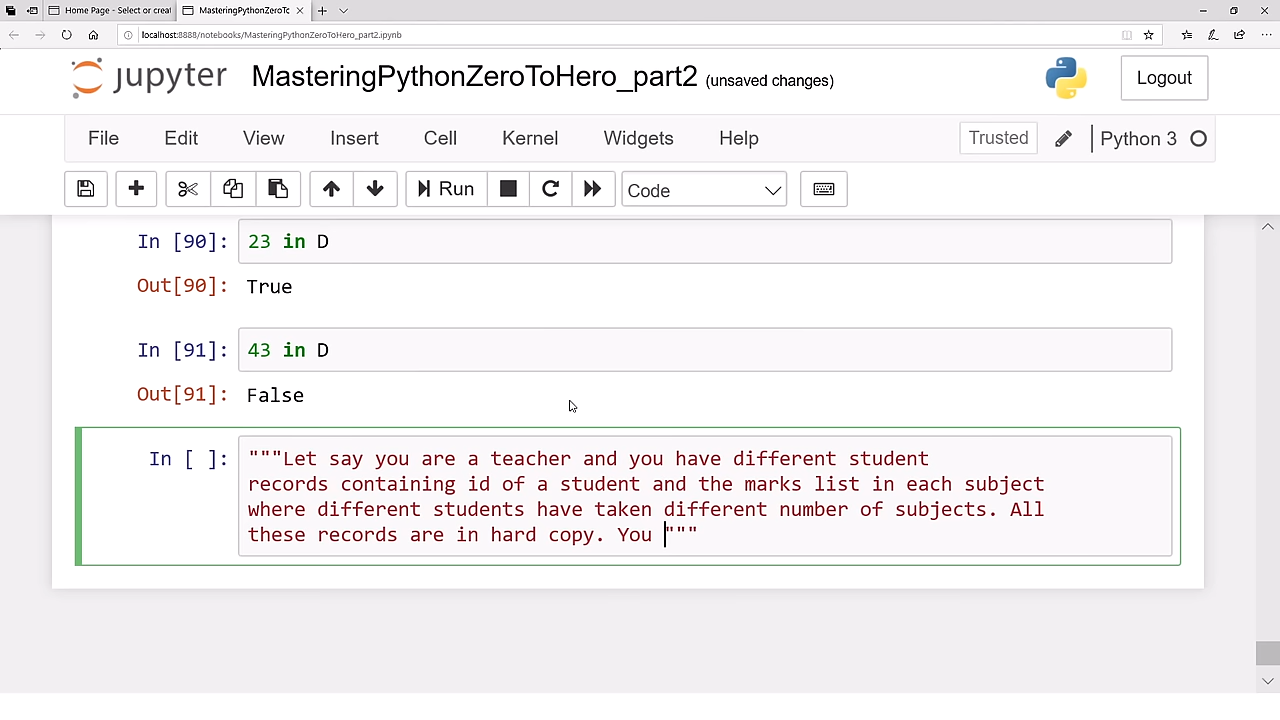 Home Page - Select or creat
MasteringPythonZeroTc
localhost:8888/notebooks/MasteringPythonZeroToHero_part2.ipynb
jupyter MasteringPythonZeroToHero_part2 (unsaved changes) Logout
File Edit View Insert Cell Kernel Widgets Help Trusted Python 3
Run Code
In [90]: 23 in D
Out[90]: True
In [91]: 43 in D
Out[91]: False
In [ ]: """Let say you are a teacher and you have different student
records containing id of a student and the marks list in each subject
where different students have taken different number of subjects. All
these records are in hard copy. You """